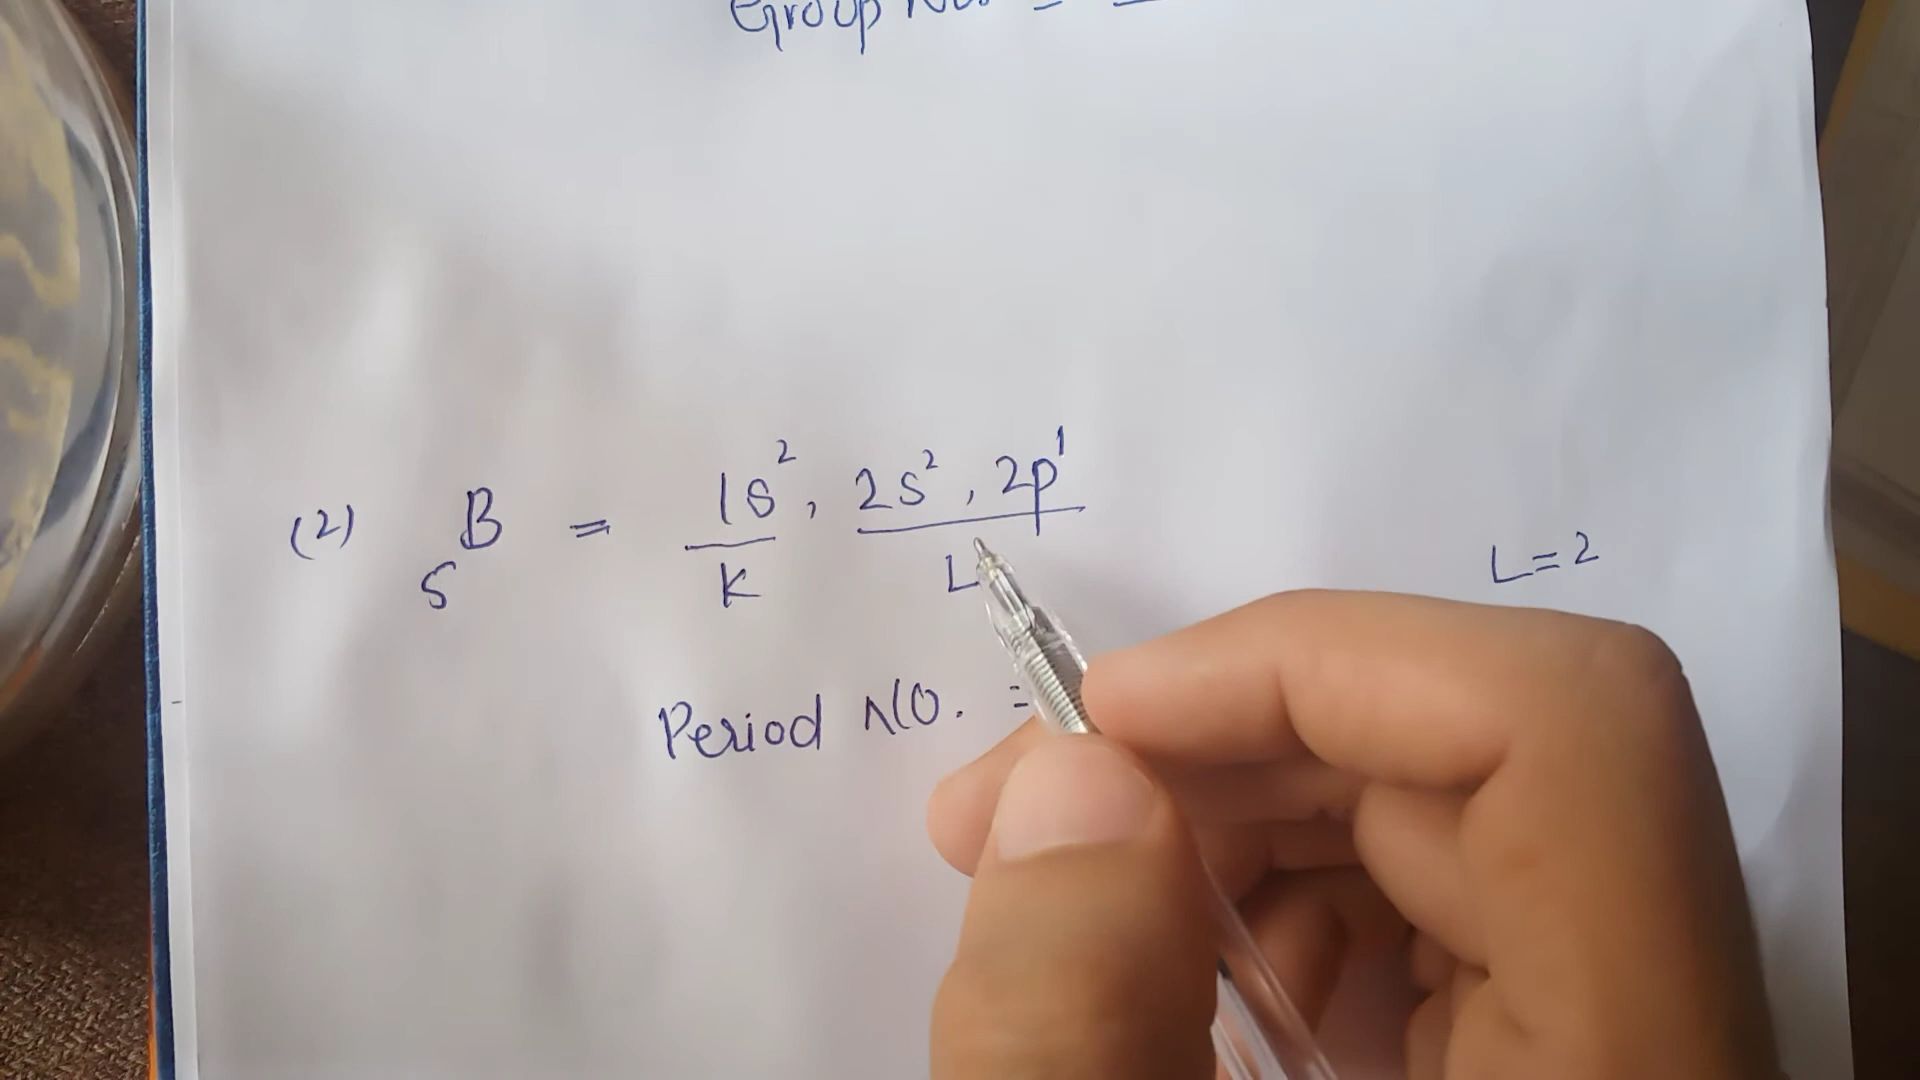 Group No. =
(2) 5B = 1s², 2s², 2p¹
K L
L=2
Period NO. =